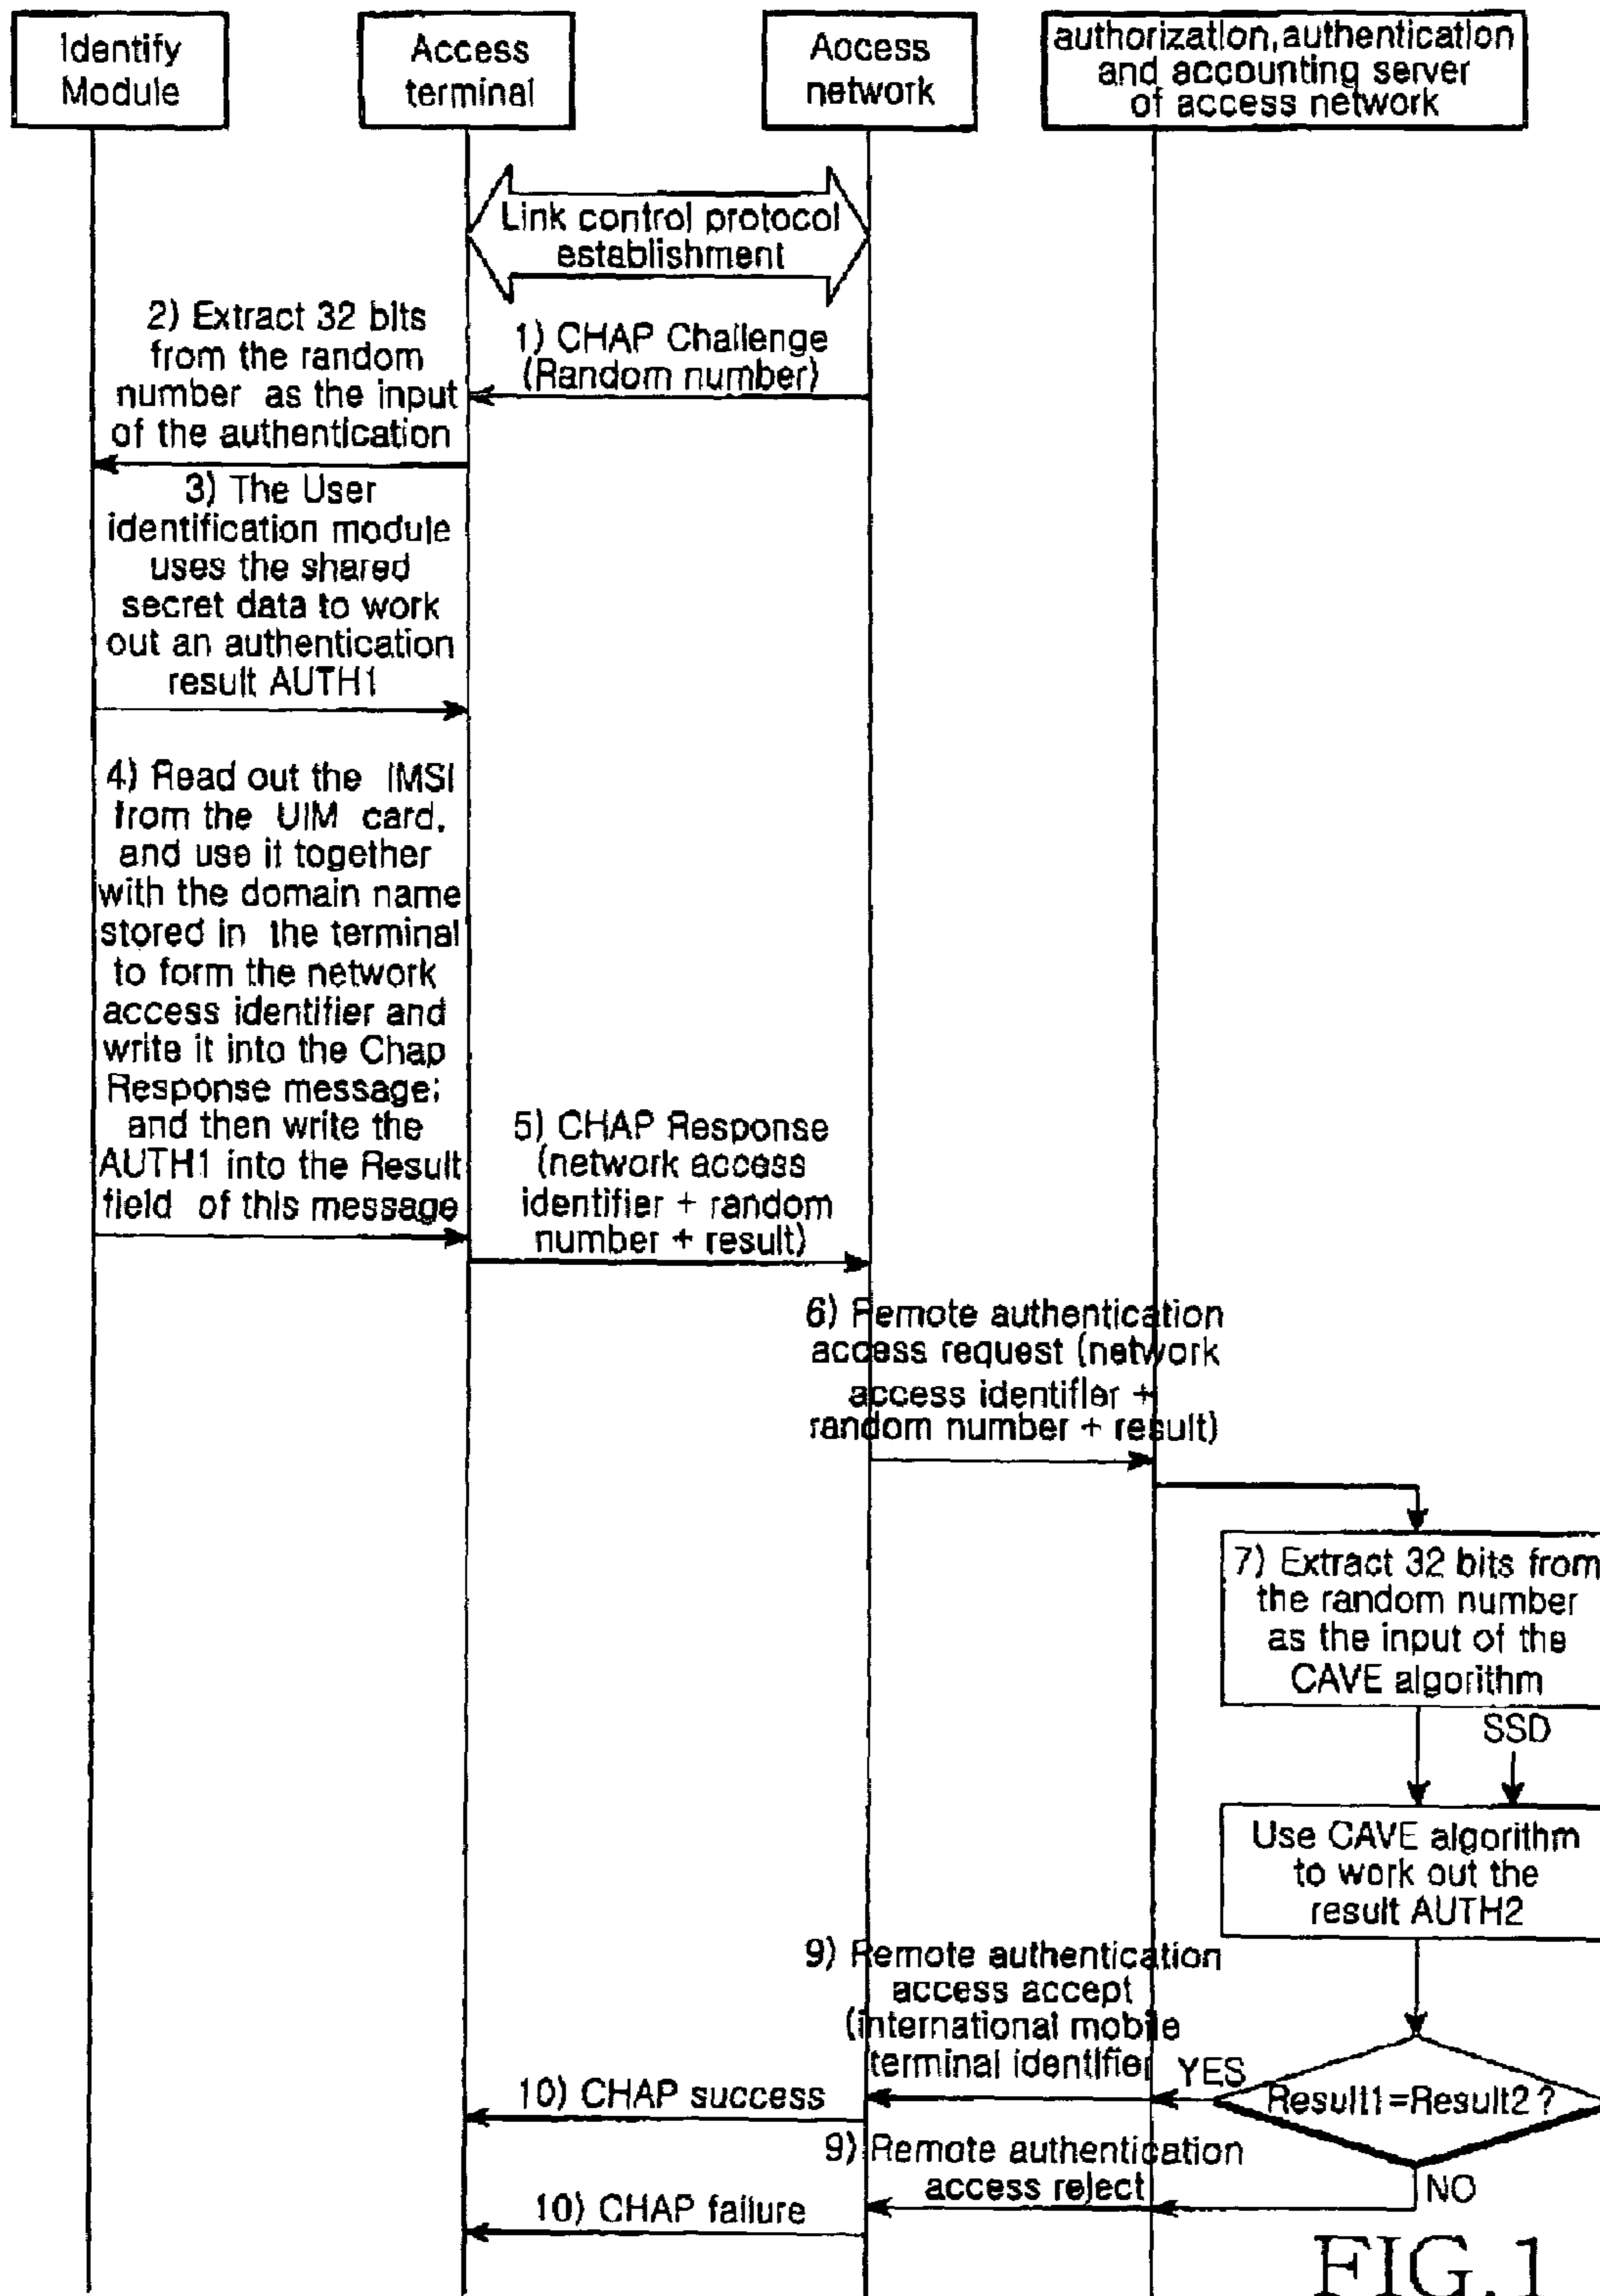 Identify
Module
Access
terminal
Access
network
authorization,authentication
and accounting server
of access network
Link control protocol
establishment
1) CHAP Challenge
(Random number)
2) Extract 32 bits
from the random
number as the input
of the authentication
3) The User
identification module
uses the shared
secret data to work
out an authentication
result AUTH1
4) Read out the IMSI
from the UIM card,
and use it together
with the domain name
stored in the terminal
to form the network
access identifier and
write it into the Chap
Response message;
and then write the
AUTH1 into the Result
field of this message
5) CHAP Response
(network access
identifier + random
number + result)
6) Remote authentication
access request (network
access identifier +
random number + result)
7) Extract 32 bits from
the random number
as the input of the
CAVE algorithm
SSD
Use CAVE algorithm
to work out the
result AUTH2
9) Remote authentication
access accept
(international mobile
terminal identifier
YES
Result1=Result2?
10) CHAP success
9) Remote authentication
access reject
NO
10) CHAP failure
FIG.1